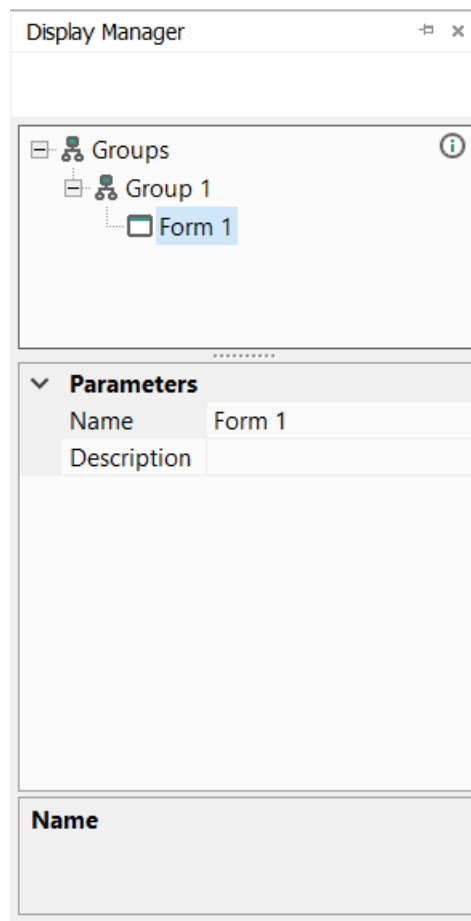 Display Manager
Groups
Group 1
Form 1
Parameters
Name Form 1
Description
Name